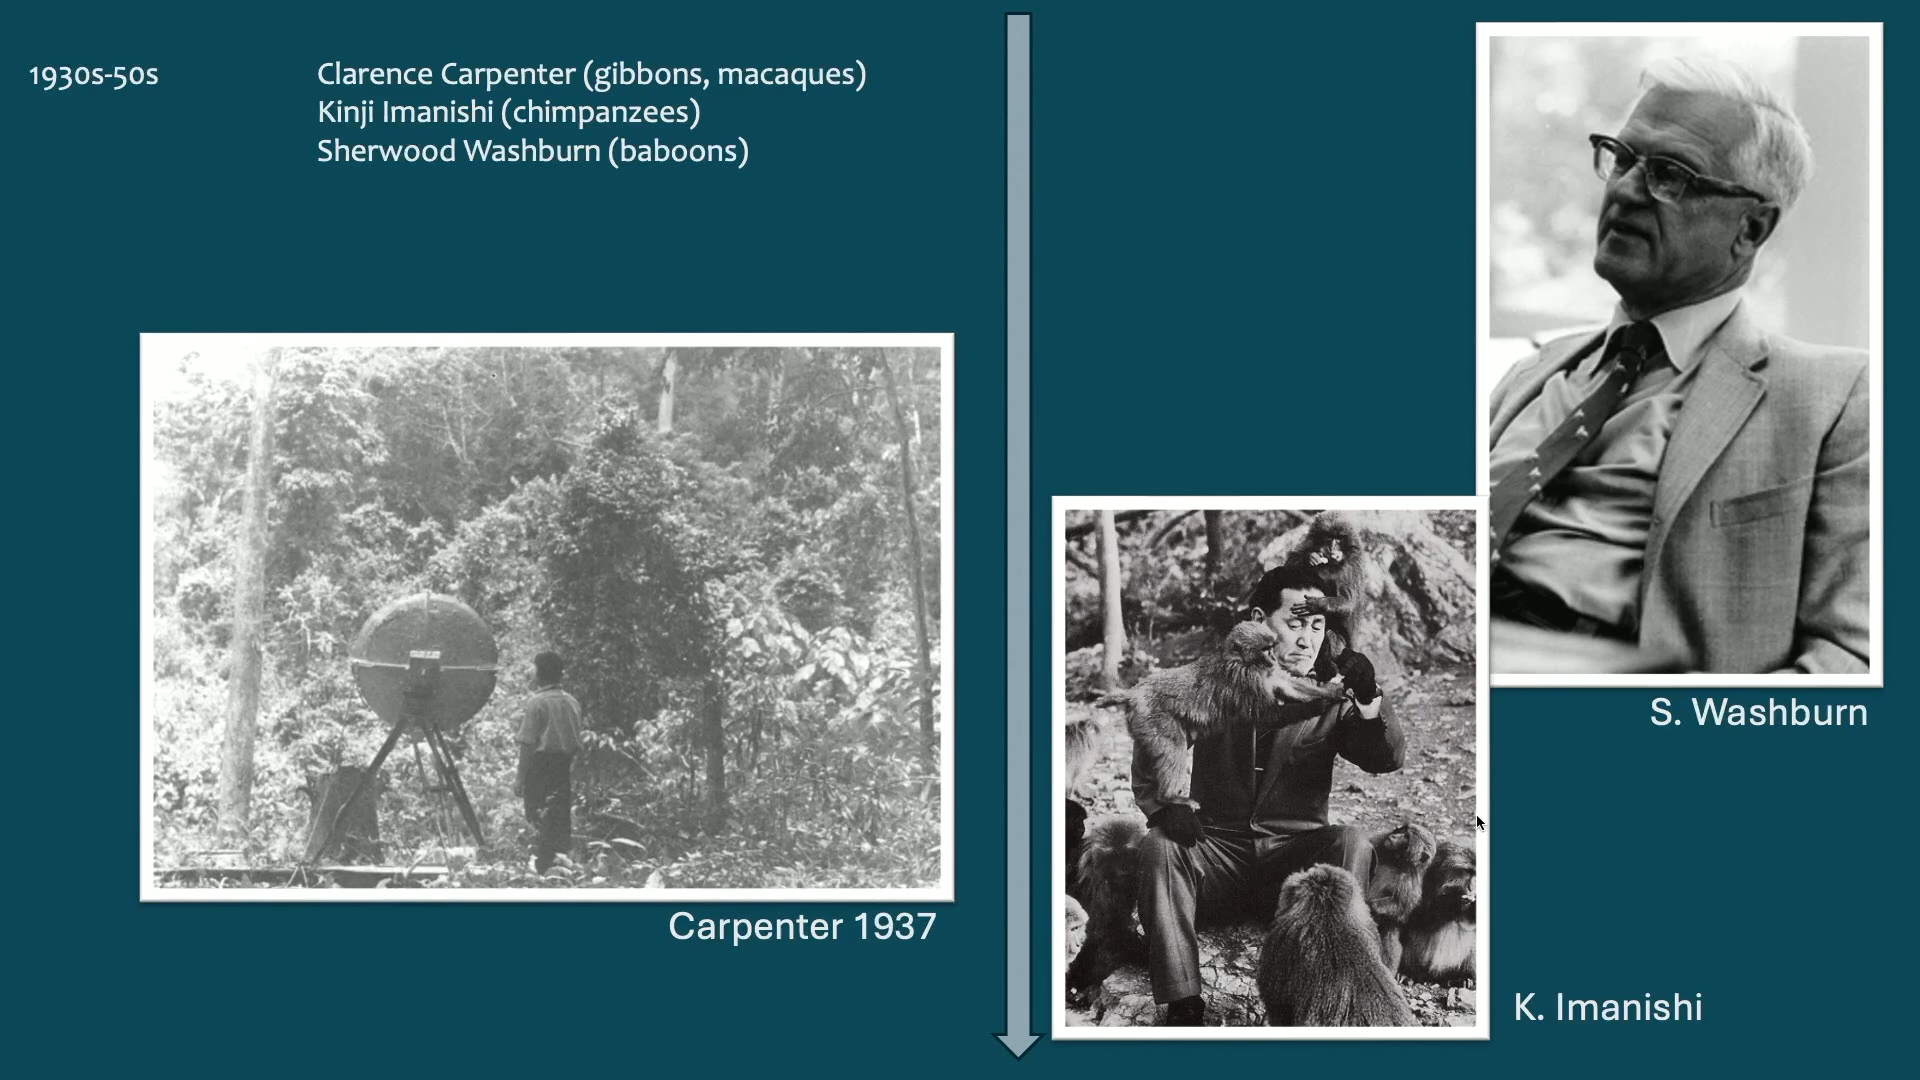 1930s-50s
Clarence Carpenter (gibbons, macaques)
Kinji Imanishi (chimpanzees)
Sherwood Washburn (baboons)
Carpenter 1937
S. Washburn
K. Imanishi